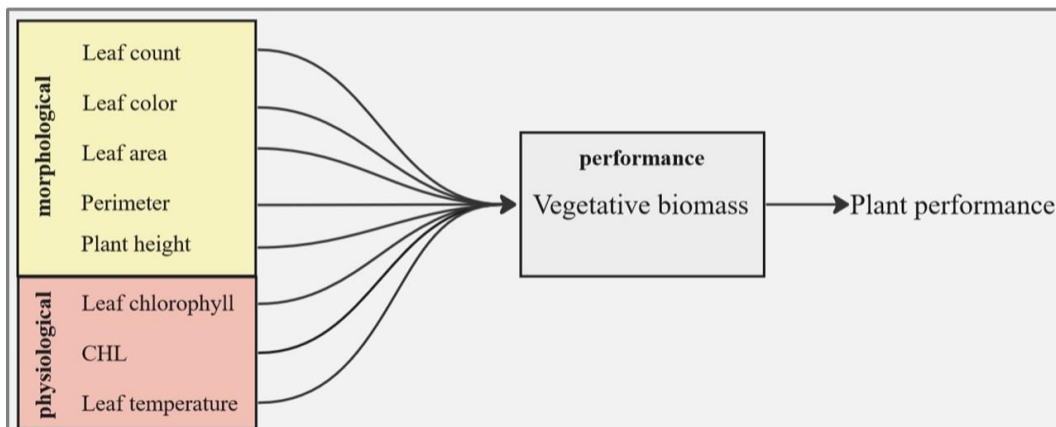 morphological
Leaf count
Leaf color
Leaf area
Perimeter
Plant height
physiological
Leaf chlorophyll
CHL
Leaf temperature
performance
Vegetative biomass
Plant performance